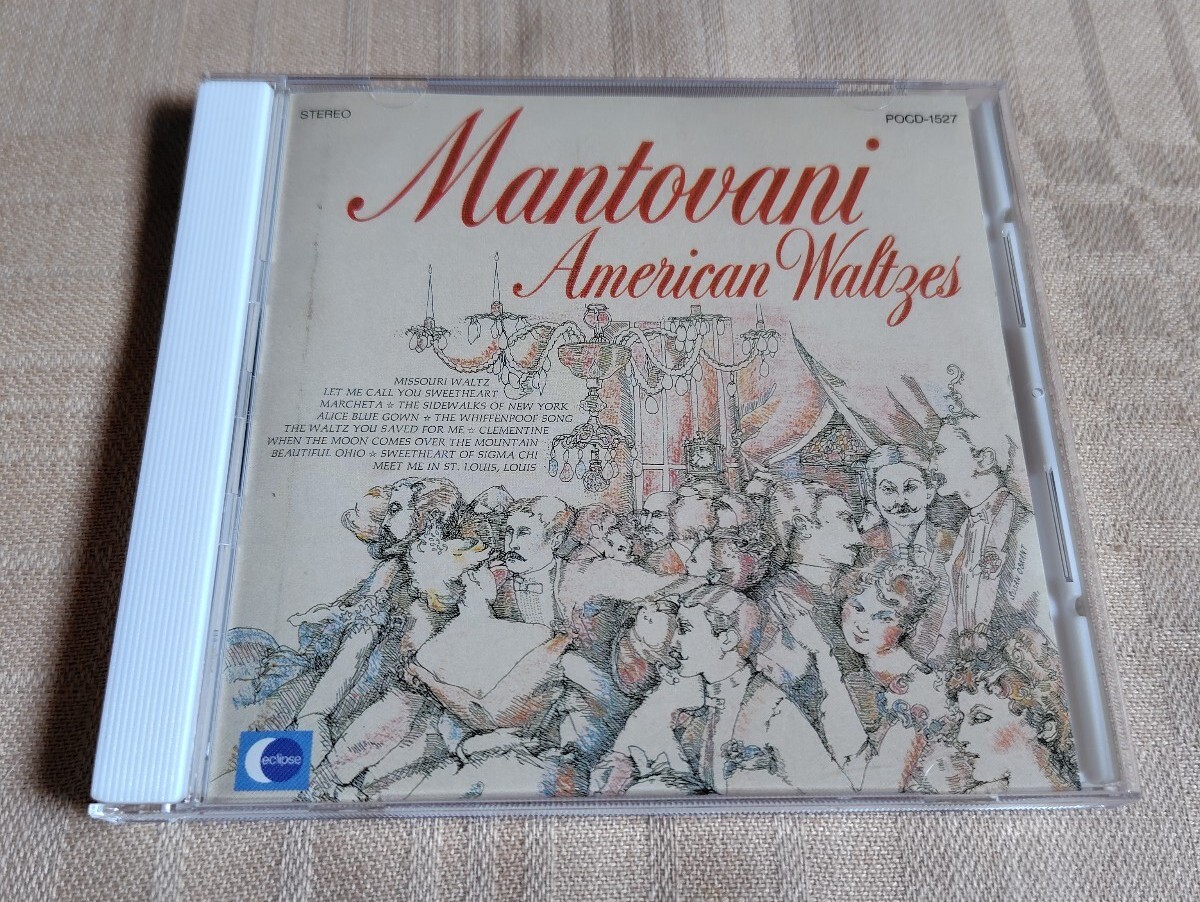 STEREO
POCD-1527
Mantovani
American Waltzes
MISSOURI WALTZ
LET ME CALL YOU SWEETHEART
MARCHETA ☆ THE SIDEWALKS OF NEW YORK
ALICE BLUE GOWN ☆ THE WHIFFENPOOF SONG
THE WALTZ YOU SAVED FOR ME ☆ CLEMENTINE
WHEN THE MOON COMES OVER THE MOUNTAIN
BEAUTIFUL OHIO ☆ SWEETHEART OF SIGMA CHI
MEET ME IN ST. LOUIS, LOUIS
eclipse